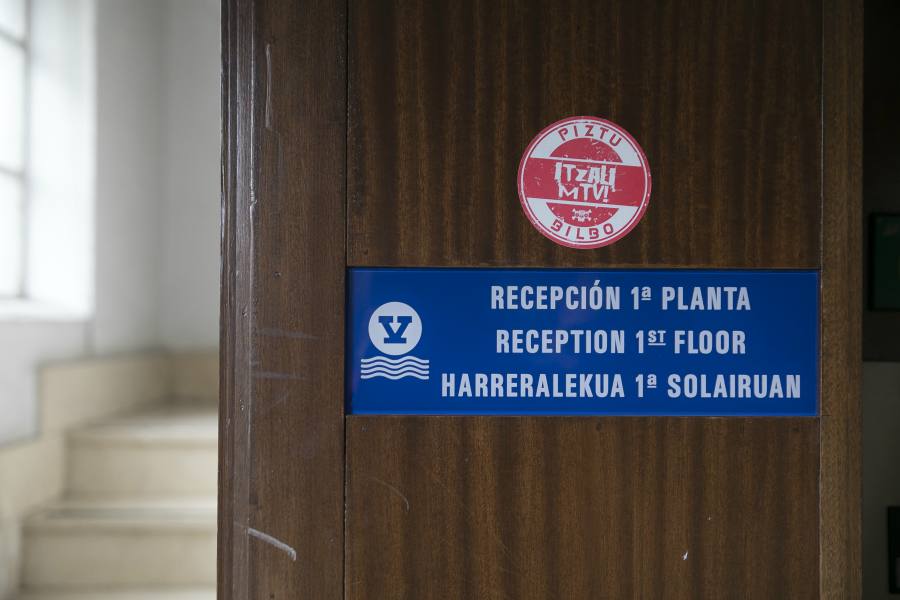 PIZTU
ITZALI
MTV!
BILBO
V
RECEPCIÓN 1ª PLANTA
RECEPTION 1ST FLOOR
HARRERALEKUA 1ª SOLAIRUAN